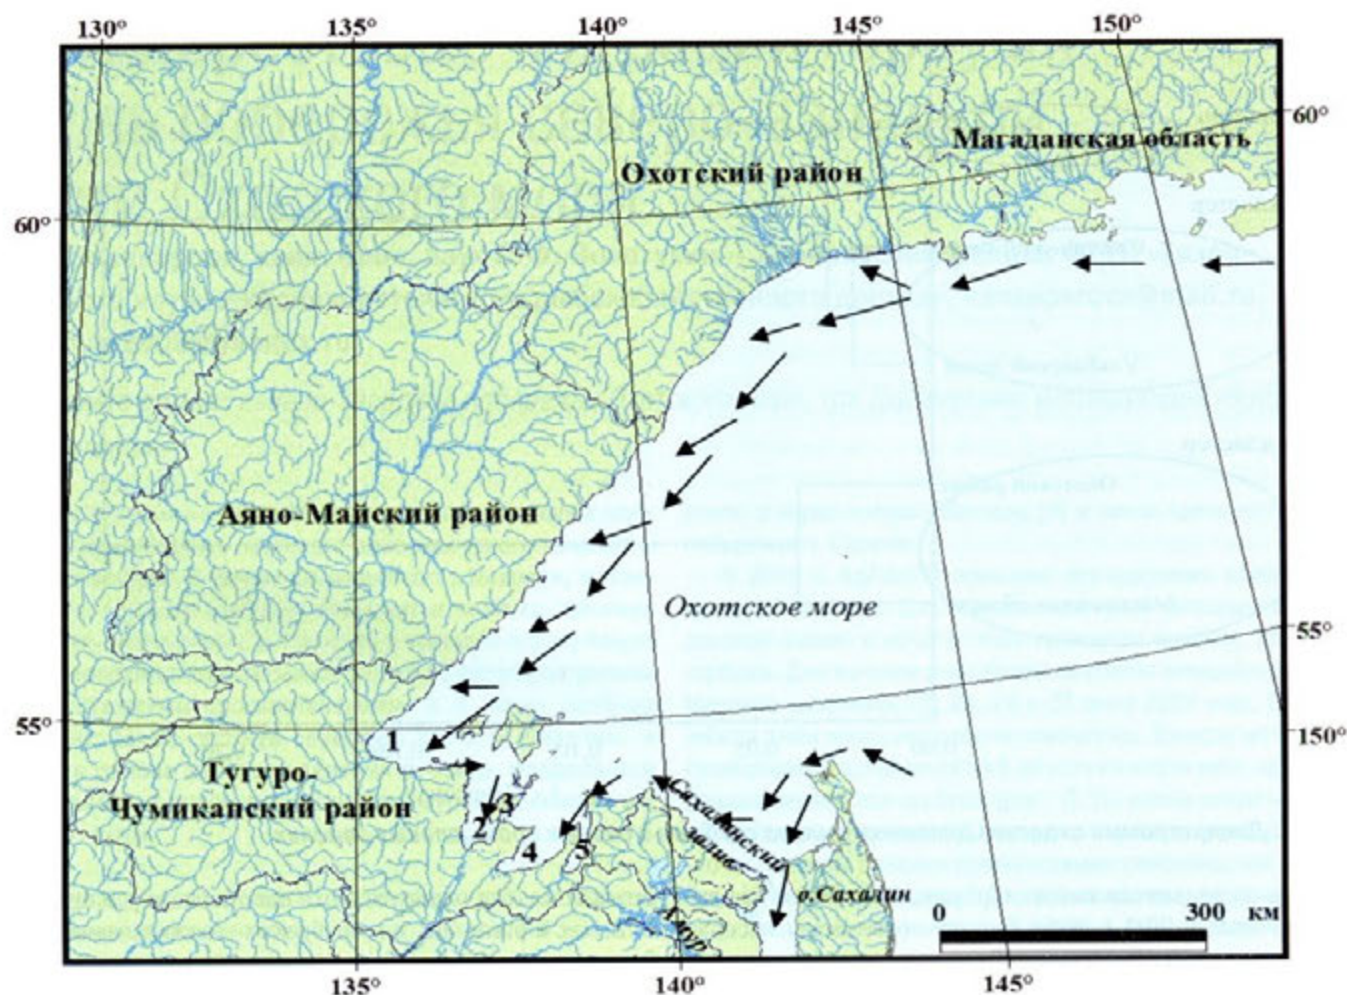 130° 135° 140° 145° 150°
60°
Магаданская область
Охотский район
60°
Аяно-Майский район
Охотское море
55°
55°
1
150°
Тугуро-
Чумиканский район
3
4
5
Сахалинский
залив
о.Сахалин
0 300 км
135° 140° 145°